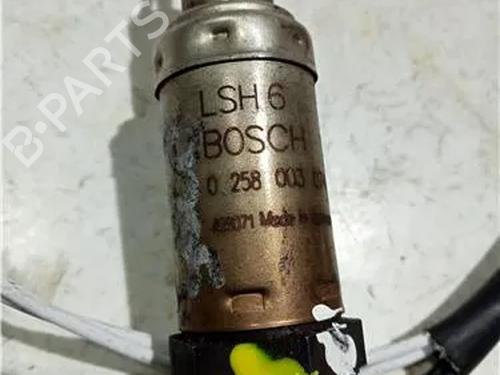 B-PARTS
LSH 6
BOSCH
0 258 003
Made in